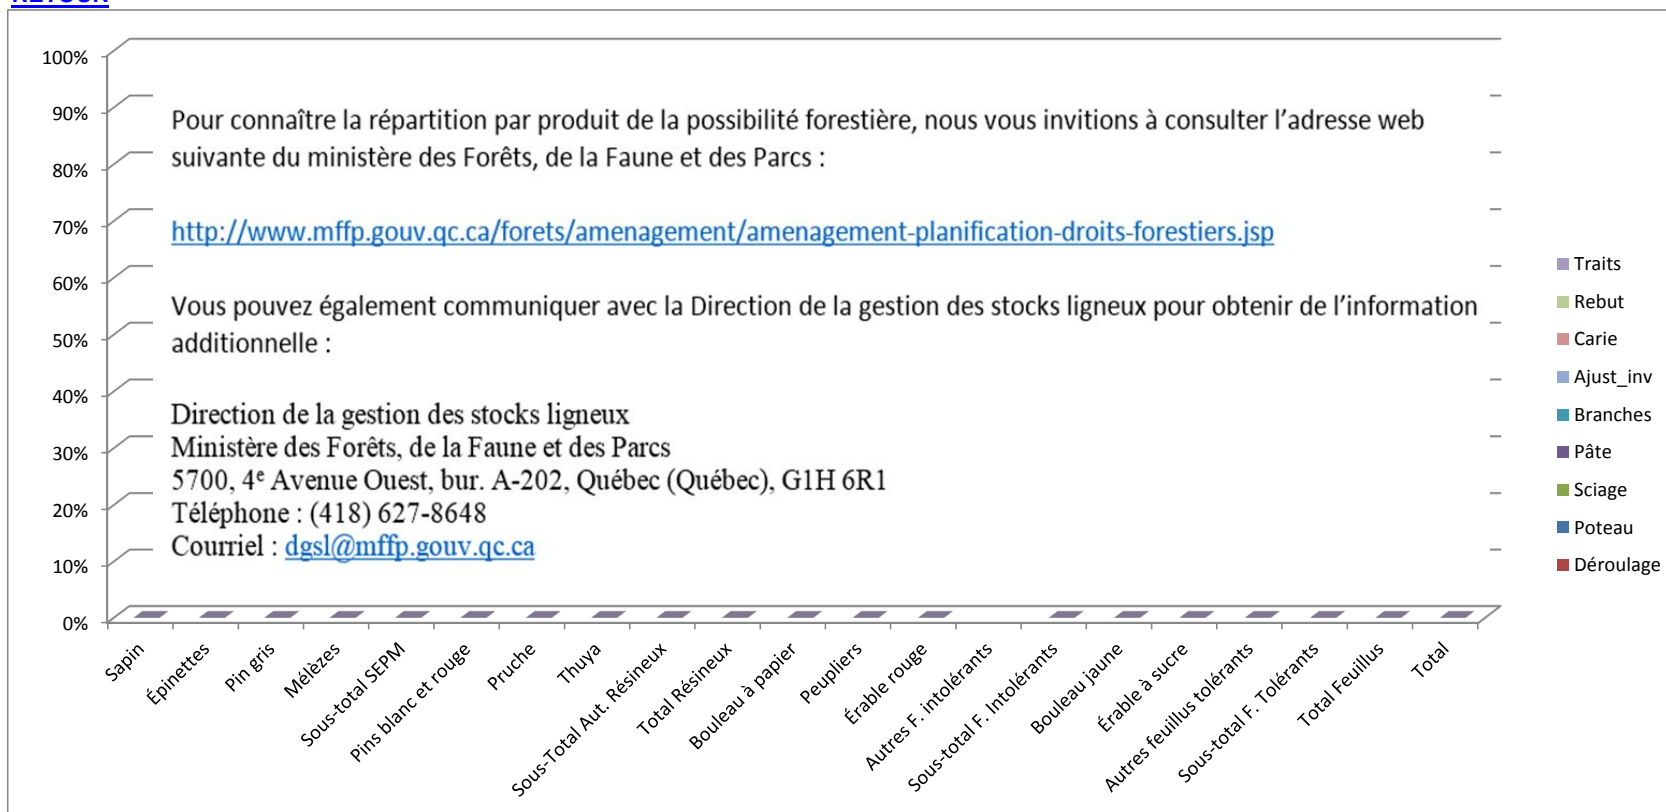 RETOUR
100%
90%
80%
70%
60%
50%
40%
30%
20%
10%
0%
Pour connaître la répartition par produit de la possibilité forestière, nous vous invitions à consulter l’adresse web
suivante du ministère des Forêts, de la Faune et des Parcs :
http://www.mffp.gouv.qc.ca/forets/amenagement/amenagement-planification-droits-forestiers.jsp
Vous pouvez également communiquer avec la Direction de la gestion des stocks ligneux pour obtenir de l’information
additionnelle :
Direction de la gestion des stocks ligneux
Ministère des Forêts, de la Faune et des Parcs
5700, 4e Avenue Ouest, bur. A-202, Québec (Québec), G1H 6R1
Téléphone : (418) 627-8648
Courriel : dgsl@mffp.gouv.qc.ca
Traits
Rebut
Carie
Ajust_inv
Branches
Pâte
Sciage
Poteau
Déroulage
Sapin
Épinettes
Pin gris
Mélèzes
Sous-total SEPM
Pins blanc et rouge
Pruche
Thuya
Sous-Total Aut. Résineux
Total Résineux
Bouleau à papier
Peupliers
Érable rouge
Autres F. intolérants
Sous-total F. Intolérants
Bouleau jaune
Érable à sucre
Autres feuillus tolérants
Sous-total F. Tolérants
Total Feuillus
Total